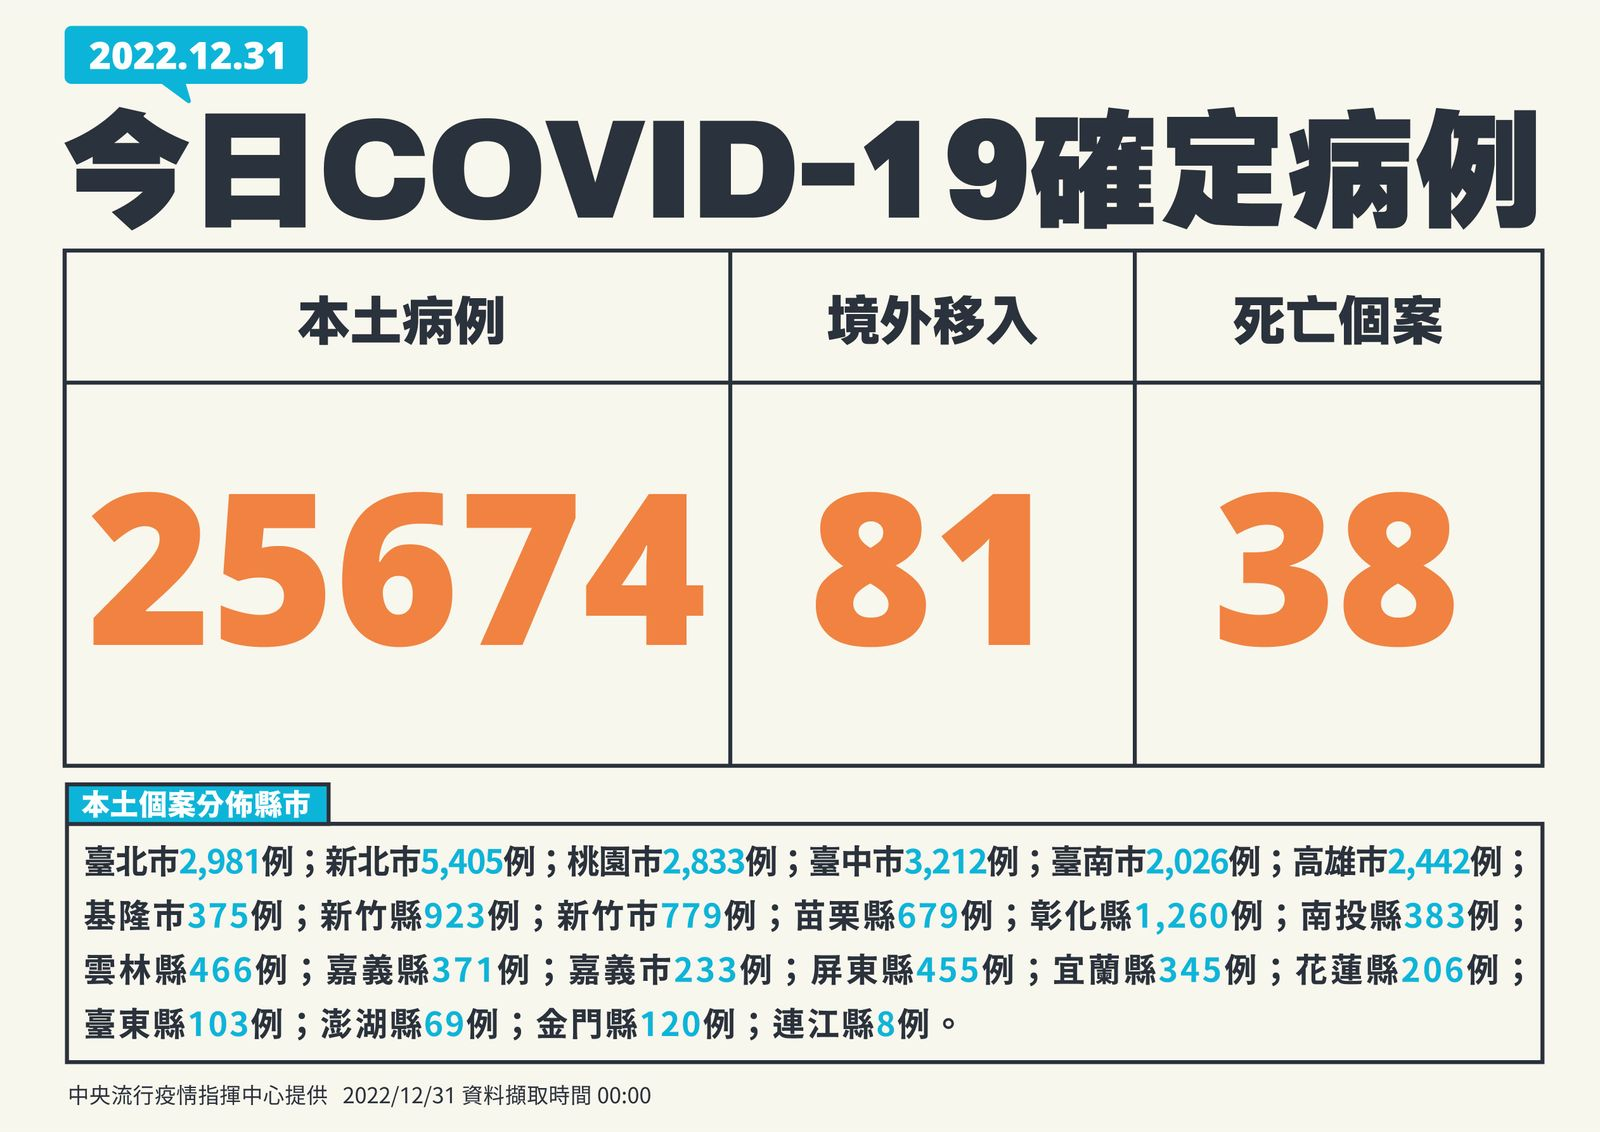 2022.12.31
今日COVID-19確定病例
本土病例 境外移入 死亡個案
25674 81 38
本土個案分佈縣市
臺北市2,981例；新北市5,405例；桃園市2,833例；臺中市3,212例；臺南市2,026例；高雄市2,442例；
基隆市375例；新竹縣923例；新竹市779例；苗栗縣679例；彰化縣1,260例；南投縣383例；
雲林縣466例；嘉義縣371例；嘉義市233例；屏東縣455例；宜蘭縣345例；花蓮縣206例；
臺東縣103例；澎湖縣69例；金門縣120例；連江縣8例。
中央流行疫情指揮中心提供 2022/12/31 資料擷取時間 00:00